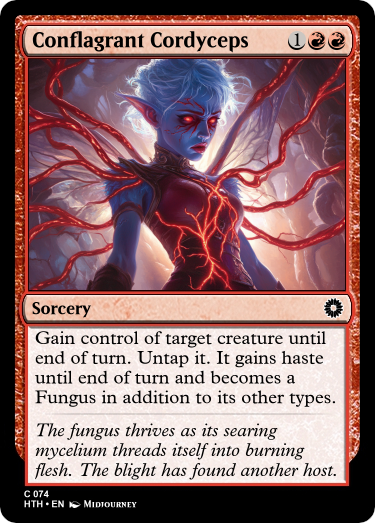 Conflagrant Cordyceps 1
Sorcery
Gain control of target creature until
end of turn. Untap it. It gains haste
until end of turn and becomes a
Fungus in addition to its other types.
The fungus thrives as its searing
mycelium threads itself into burning
flesh. The blight has found another host.
C 074
HTH • EN Midjourney